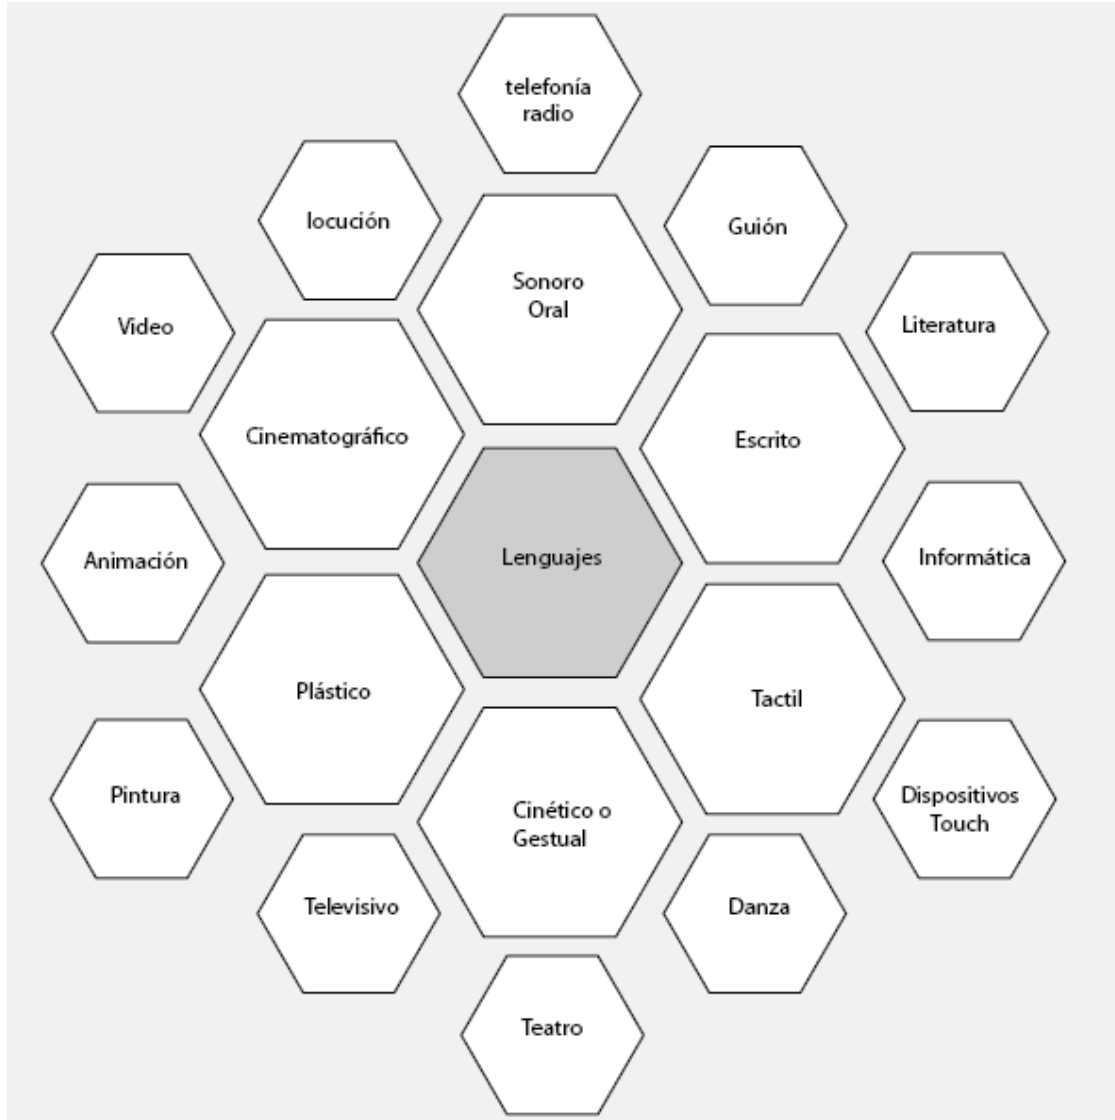 telefonía
radio
locución
Guión
Sonoro
Oral
Video
Literatura
Cinematográfico
Escrito
Lenguajes
Animación
Informática
Plástico
Tactil
Pintura
Cinético o
Gestual
Dispositivos
Touch
Televisivo
Danza
Teatro